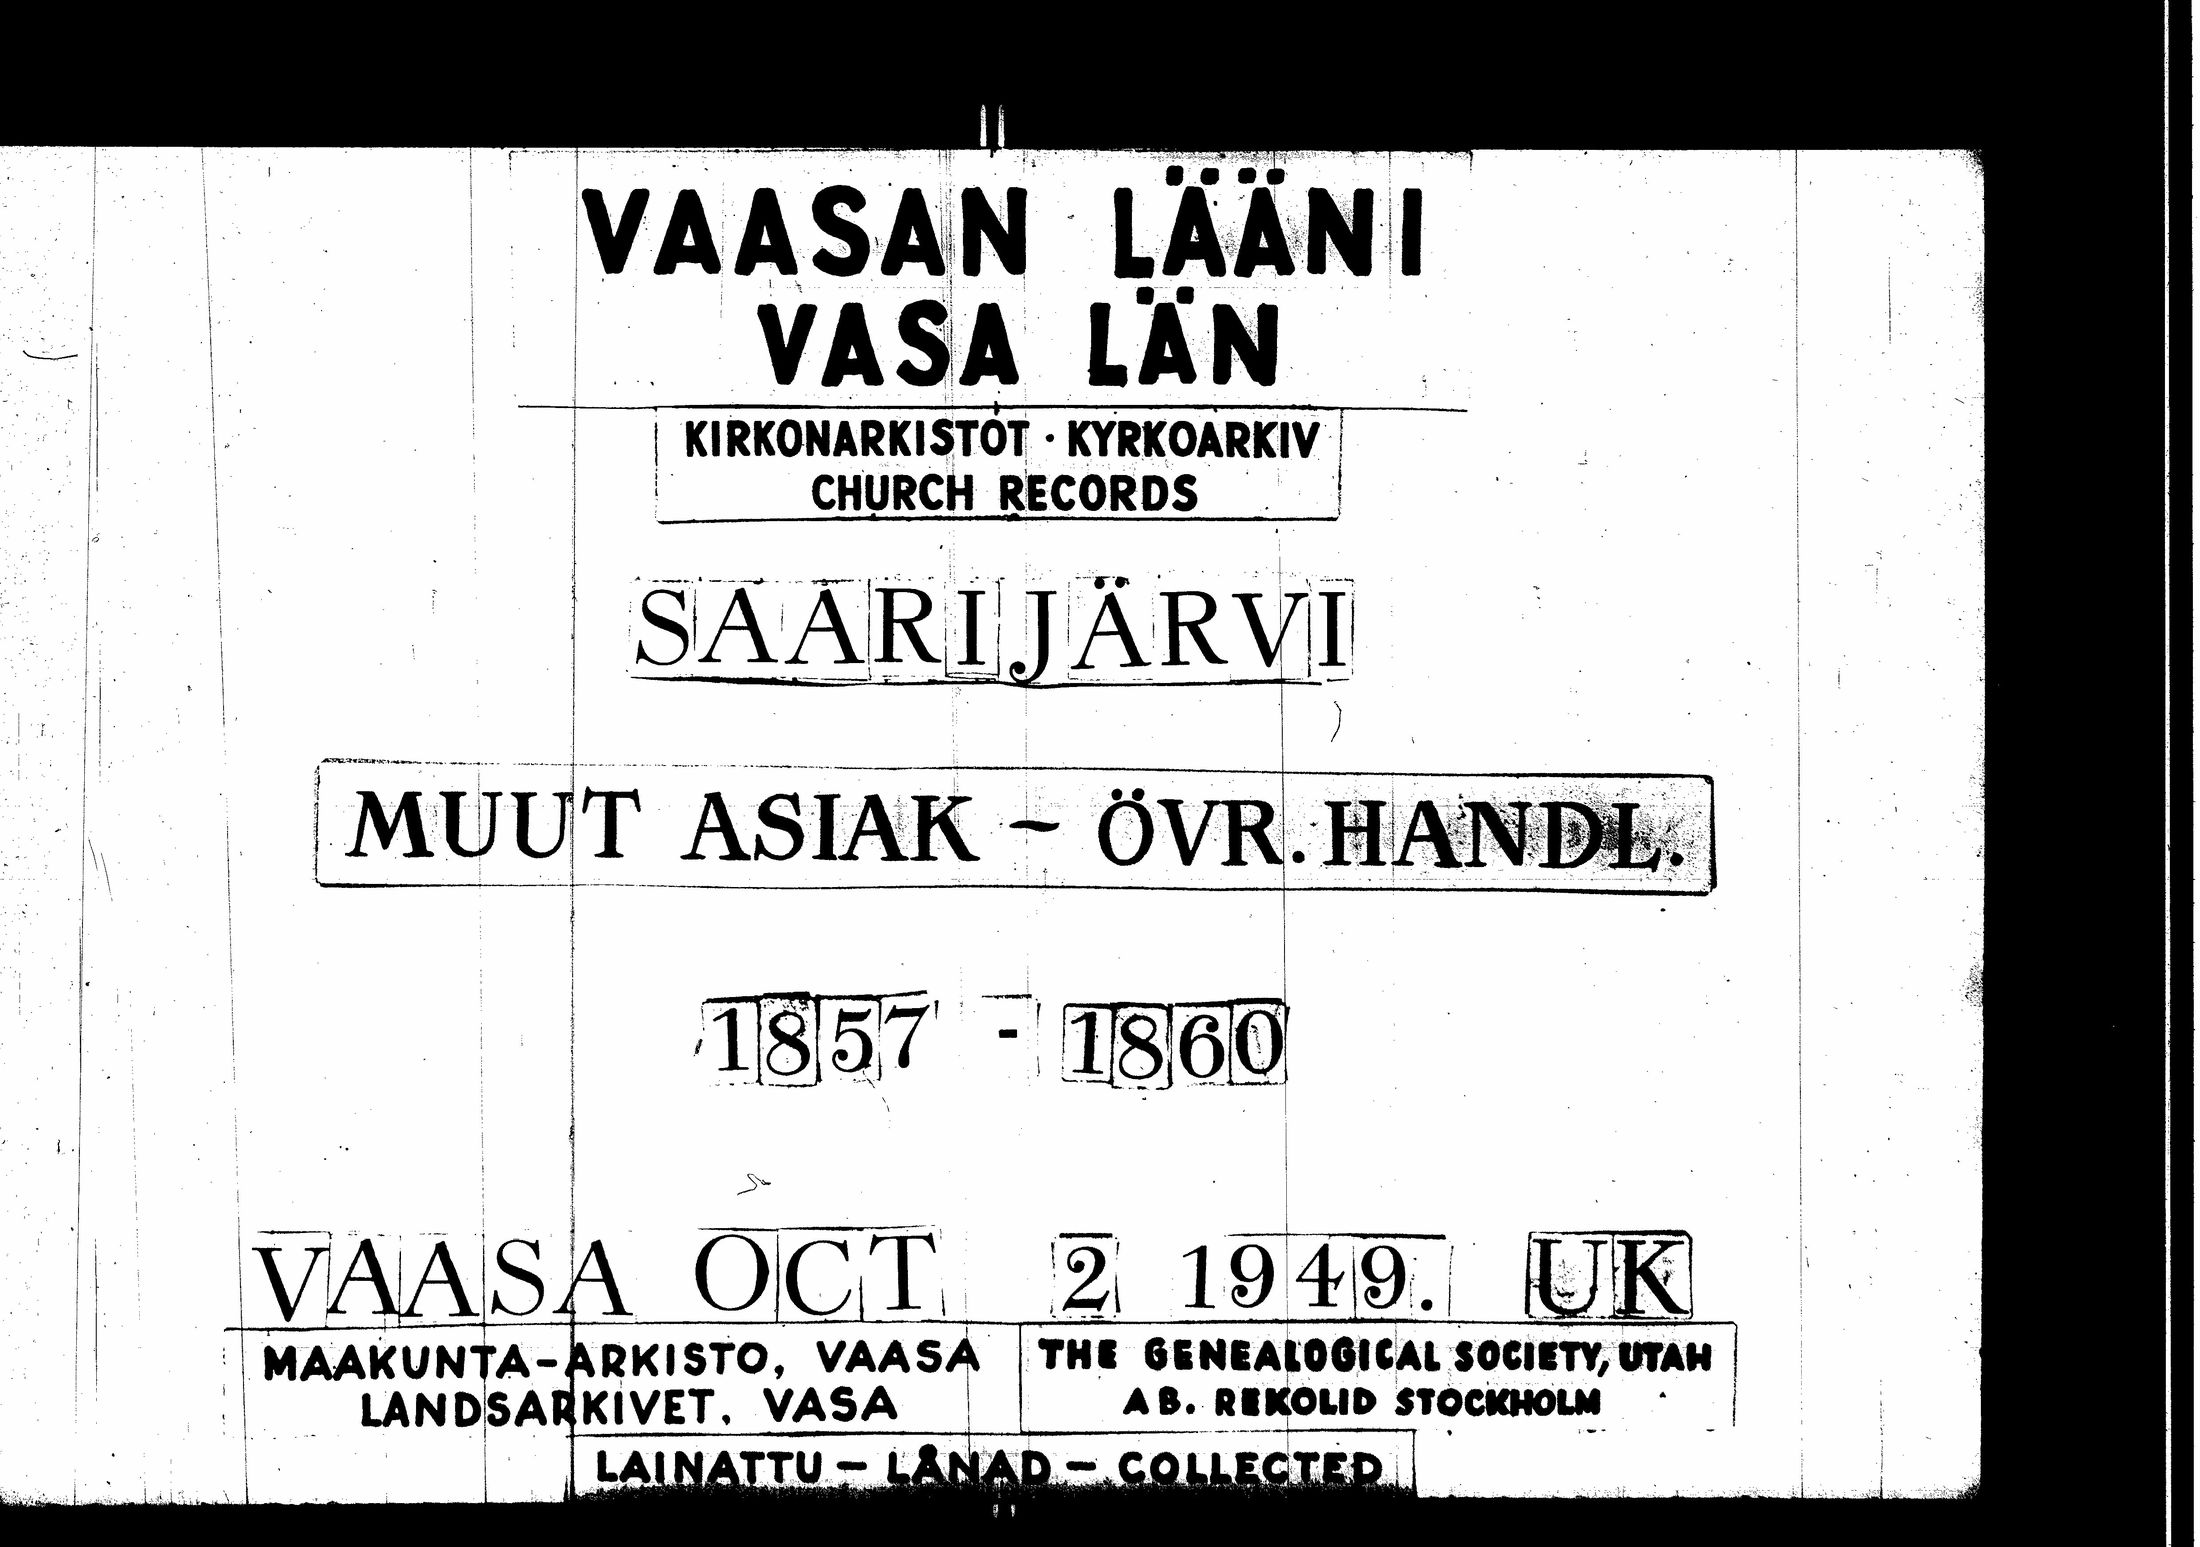 VAASAN LÄÄNI
VASA LÄN
KIRKONARKISTOT · KYRKOARKIV
CHURCH RECORDS
SAARIJÄRVI
MUUT ASIAK - ÖVR. HANDL.
1857 - 1860
VAASA OCT 2 1949. UK
MAAKUNTA-ARKISTO, VAASA
LANDSARKIVET, VASA
THE GENEALOGICAL SOCIETY, UTAH
AB. REKOLID STOCKHOLM
LAINATTU - LÅNAD - COLLECTED